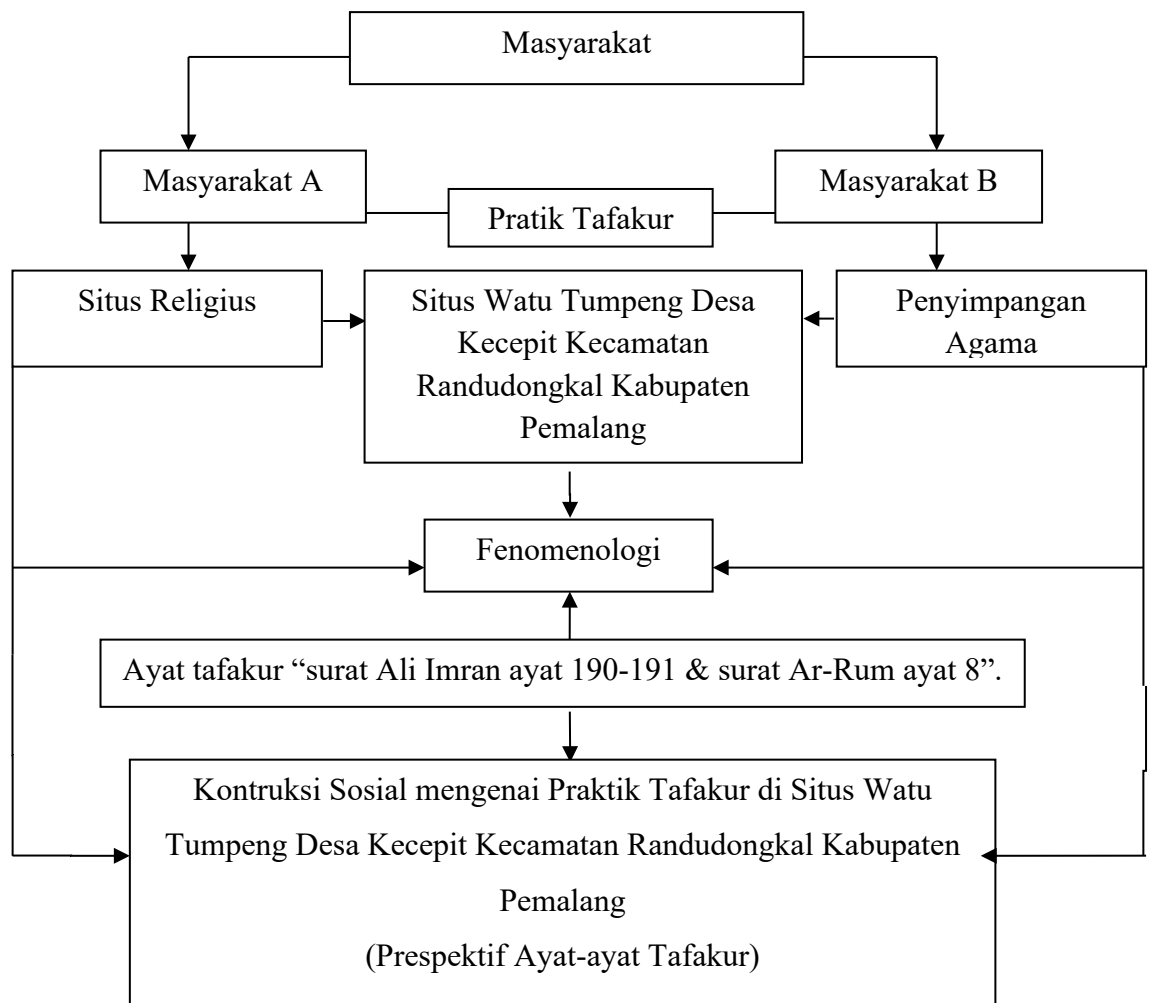 Masyarakat
Masyarakat A
Masyarakat B
Pratik Tafakur
Situs Religius
Situs Watu Tumpeng Desa
Kecepit Kecamatan
Randudongkal Kabupaten
Pemalang
Penyimpangan
Agama
Fenomenologi
Ayat tafakur “surat Ali Imran ayat 190-191 & surat Ar-Rum ayat 8”.
Kontruksi Sosial mengenai Praktik Tafakur di Situs Watu
Tumpeng Desa Kecepit Kecamatan Randudongkal Kabupaten
Pemalang
(Prespektif Ayat-ayat Tafakur)